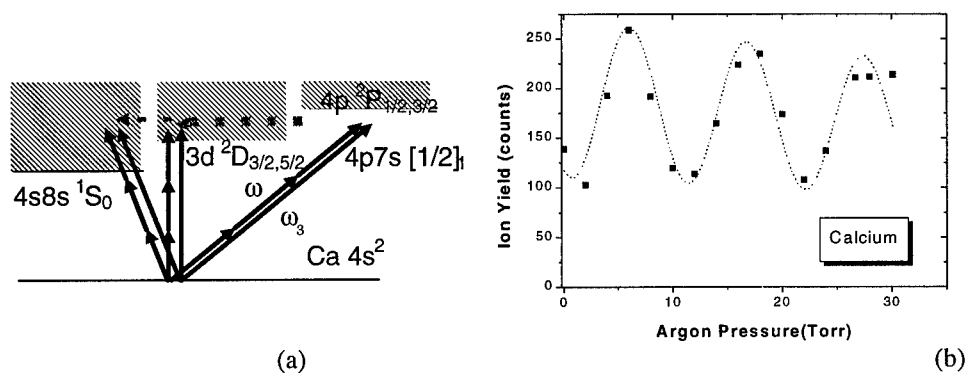 4p ²P₁/₂,₃/₂
3d ²D₃/₂,₅/₂
4p7s [1/2]₁
4s8s ¹S₀
ω
ω₃
Ca 4s²
(a)
Ion Yield (counts)
250
200
150
100
50
0
0
10
20
30
Calcium
Argon Pressure(Torr)
(b)